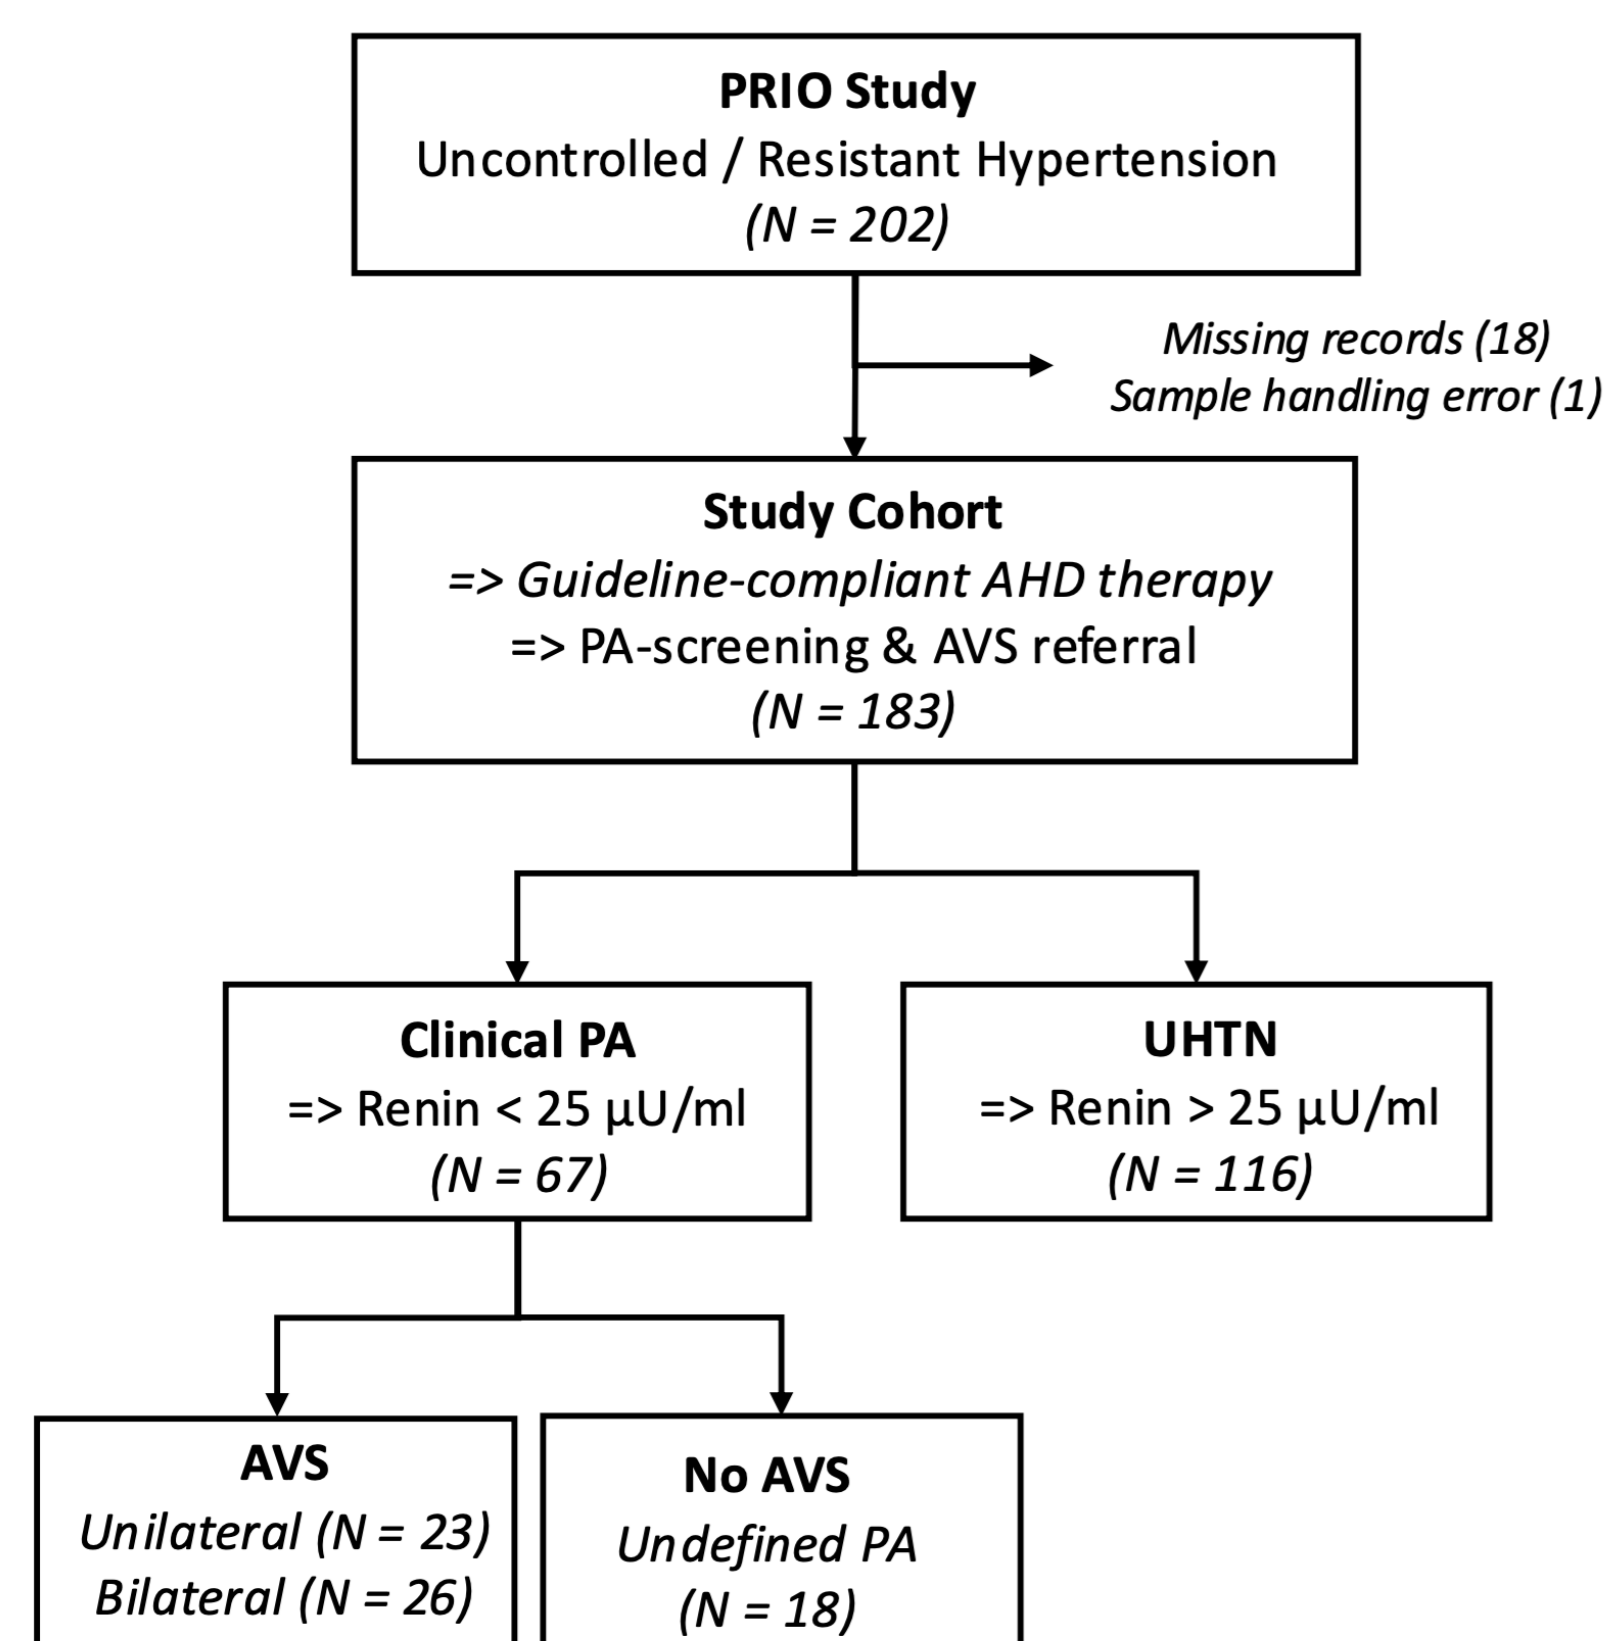 PRIO Study
Uncontrolled / Resistant Hypertension
(N = 202)
Missing records (18)
Sample handling error (1)
Study Cohort
=> Guideline-compliant AHD therapy
=> PA-screening & AVS referral
(N = 183)
Clinical PA
=> Renin < 25 µU/ml
(N = 67)
UHTN
=> Renin > 25 µU/ml
(N = 116)
AVS
Unilateral (N = 23)
Bilateral (N = 26)
No AVS
Undefined PA
(N = 18)